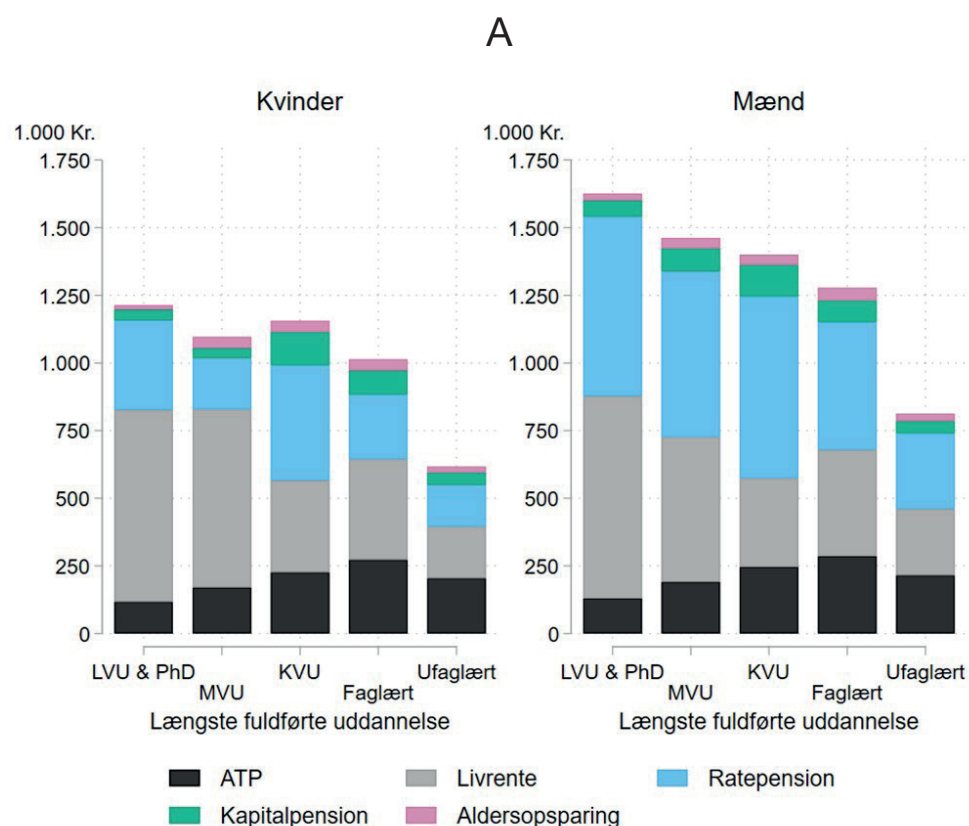 A
Kvinder
1.000 Kr.
1.750
1.500
1.250
1.000
750
500
250
0
LVU & PhD
MVU
KVU
Faglært
Ufaglært
Længste fuldførte uddannelse
Mænd
1.000 Kr.
1.750
1.500
1.250
1.000
750
500
250
0
LVU & PhD
MVU
KVU
Faglært
Ufaglært
Længste fuldførte uddannelse
ATP
Livrente
Ratepension
Kapitalpension
Aldersopsparing